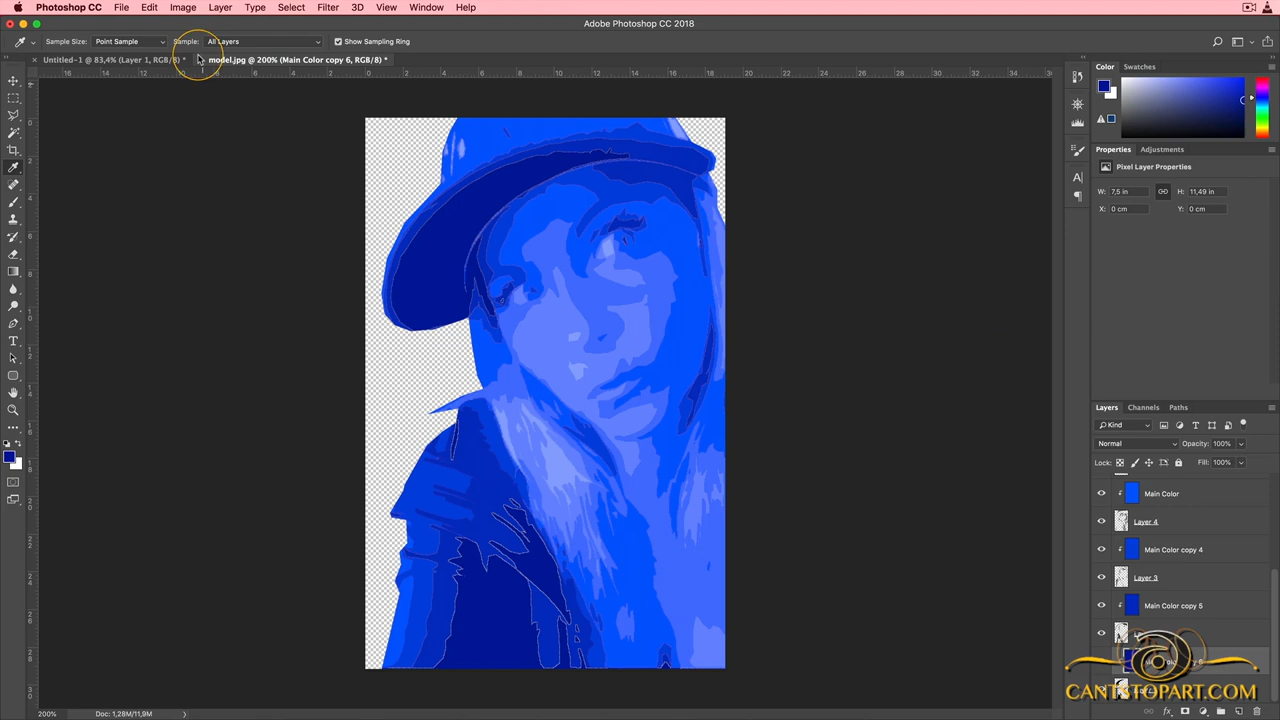 Photoshop CC File Edit Image Layer Type Select Filter 3D View Window Help
Adobe Photoshop CC 2018
Sample Size: Point Sample Sample: All Layers Show Sampling Ring
Untitled-1 @ 83,4% (Layer 1, RGB/8) * model.jpg @ 200% (Main Color copy 6, RGB/8) *
Color Swatches
Properties Adjustments
Pixel Layer Properties
W: 7,5 in H: 11,49 in
X: 0 cm Y: 0 cm
Layers Channels Paths
Kind
Normal Opacity: 100%
Lock: Fill: 100%
Main Color
Layer 4
Main Color copy 4
Layer 3
Main Color copy 5
CANTSTOPART.COM
200% Doc: 1,28M/11,9M